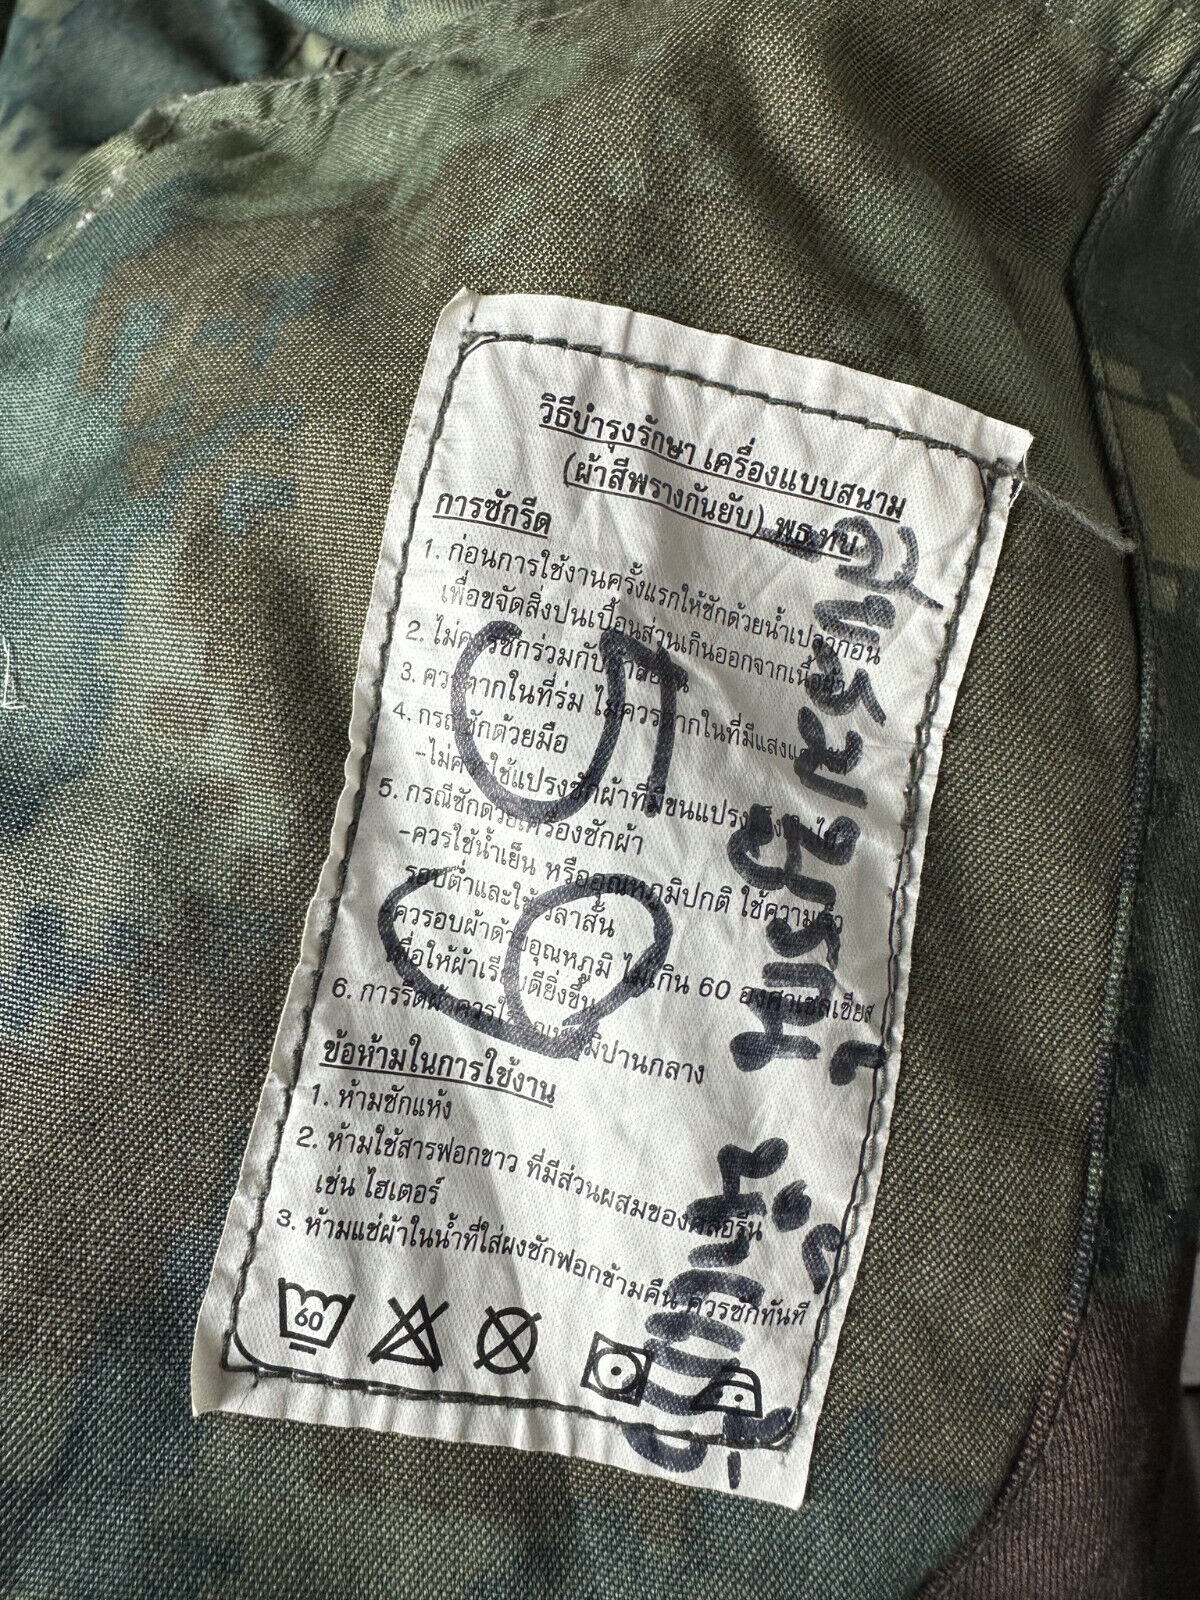 วิธีบำรุงรักษา เครื่องแบบสนาม
(ผ้าสีพรางกันยับ) พธ.ทบ
การซักรีด
1. ก่อนการใช้งานครั้งแรกให้ซักด้วยน้ำเปล่าก่อน
เพื่อขจัดสิ่งปนเปื้อนส่วนเกินออกจากเนื้อผ้า
2. ไม่ควรซักร่วมกับผ้าสีอื่น
3. ควรตากในที่ร่ม ไม่ควรตากในที่มีแสงแดด
4. กรณีซักด้วยมือ
-ไม่ควรใช้แปรงซักผ้าที่มีขนแปรงแข็งเกินไป
5. กรณีซักด้วยเครื่องซักผ้า
-ควรใช้น้ำเย็น หรืออุณหภูมิปกติ ใช้ความเร็ว
รอบต่ำและใช้เวลาสั้น
-ควรอบผ้าด้วยอุณหภูมิ ไม่เกิน 60 องศาเซลเซียส
เพื่อให้ผ้าเรียบดียิ่งขึ้น
6. การรีดผ้าควรใช้อุณหภูมิปานกลาง
ข้อห้ามในการใช้งาน
1. ห้ามซักแห้ง
2. ห้ามใช้สารฟอกขาว ที่มีส่วนผสมของคลอรีน
เช่น ไฮเตอร์
3. ห้ามแช่ผ้าในน้ำที่ใส่ผงซักฟอกข้ามคืน ควรซักทันที
60